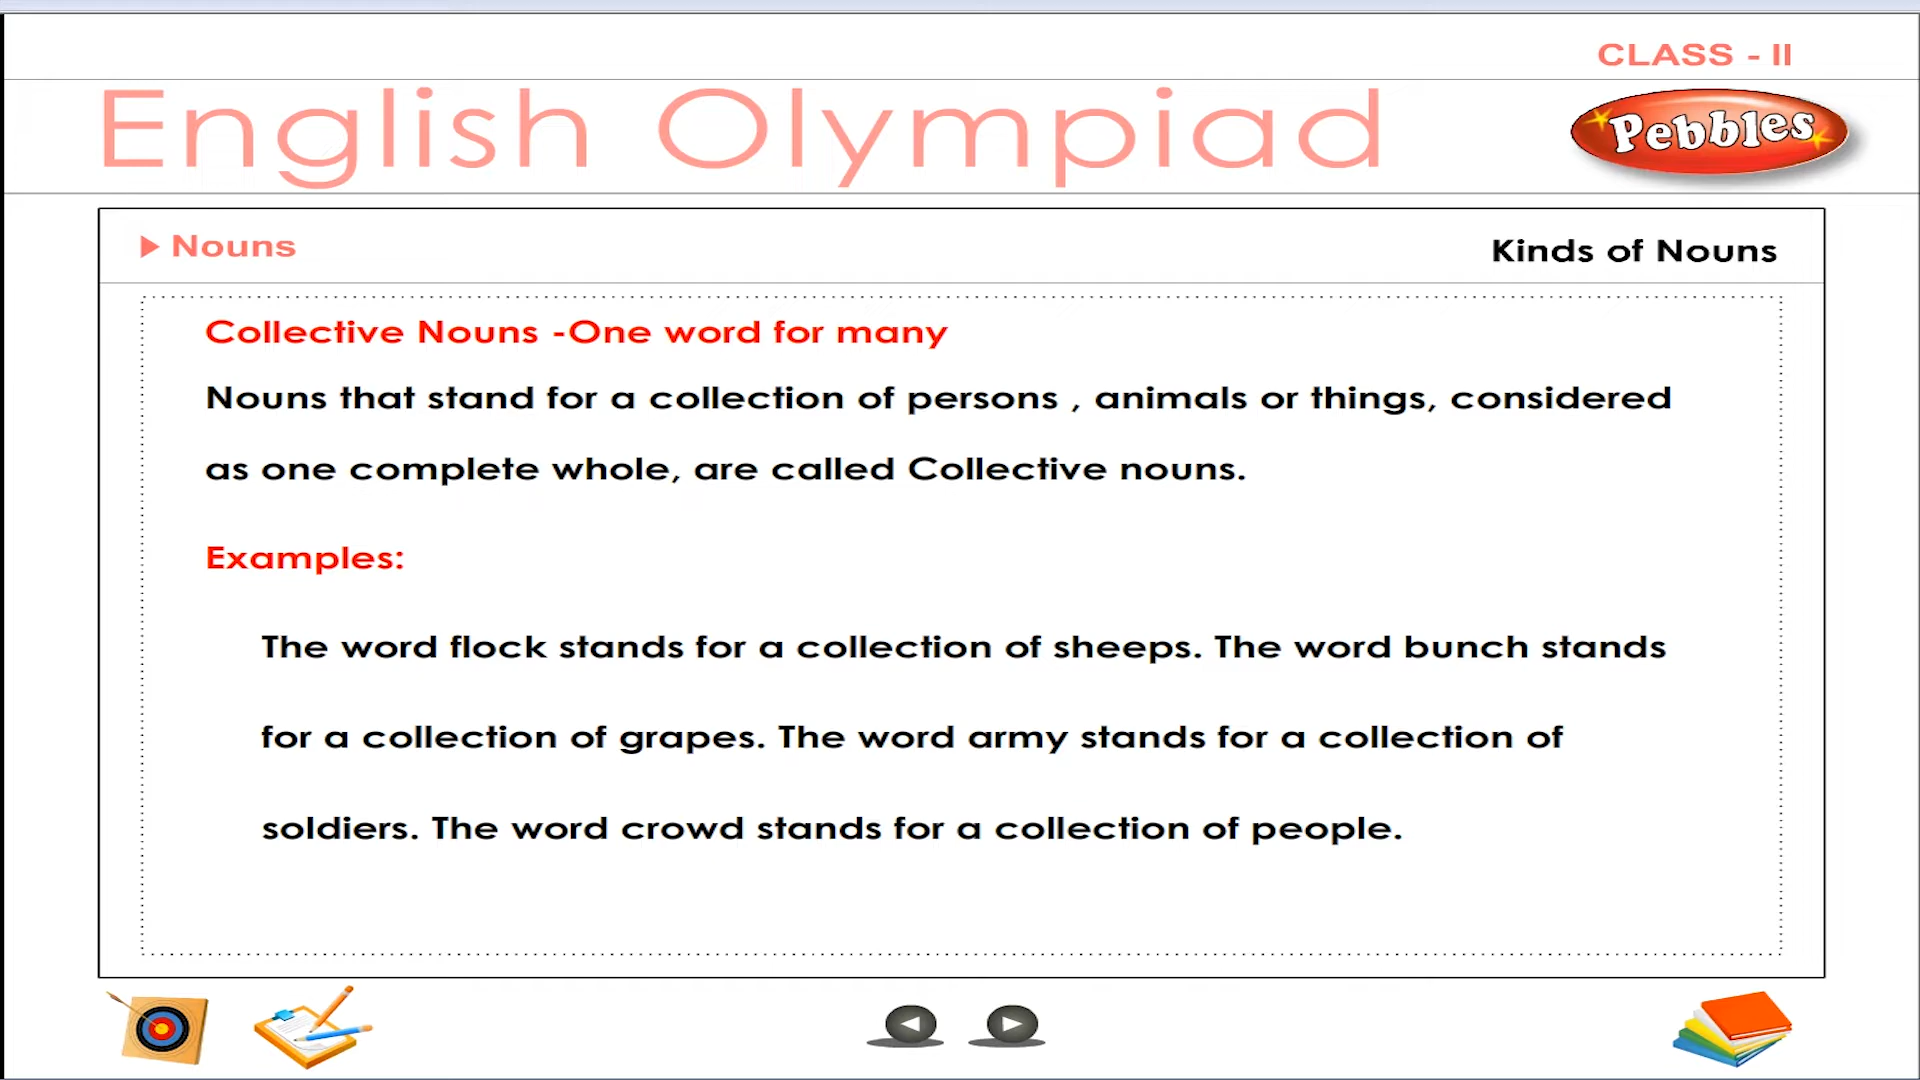 CLASS - II
English Olympiad
Pebbles
Nouns
Kinds of Nouns
Collective Nouns -One word for many
Nouns that stand for a collection of persons , animals or things, considered
as one complete whole, are called Collective nouns.
Examples:
The word flock stands for a collection of sheeps. The word bunch stands
for a collection of grapes. The word army stands for a collection of
soldiers. The word crowd stands for a collection of people.